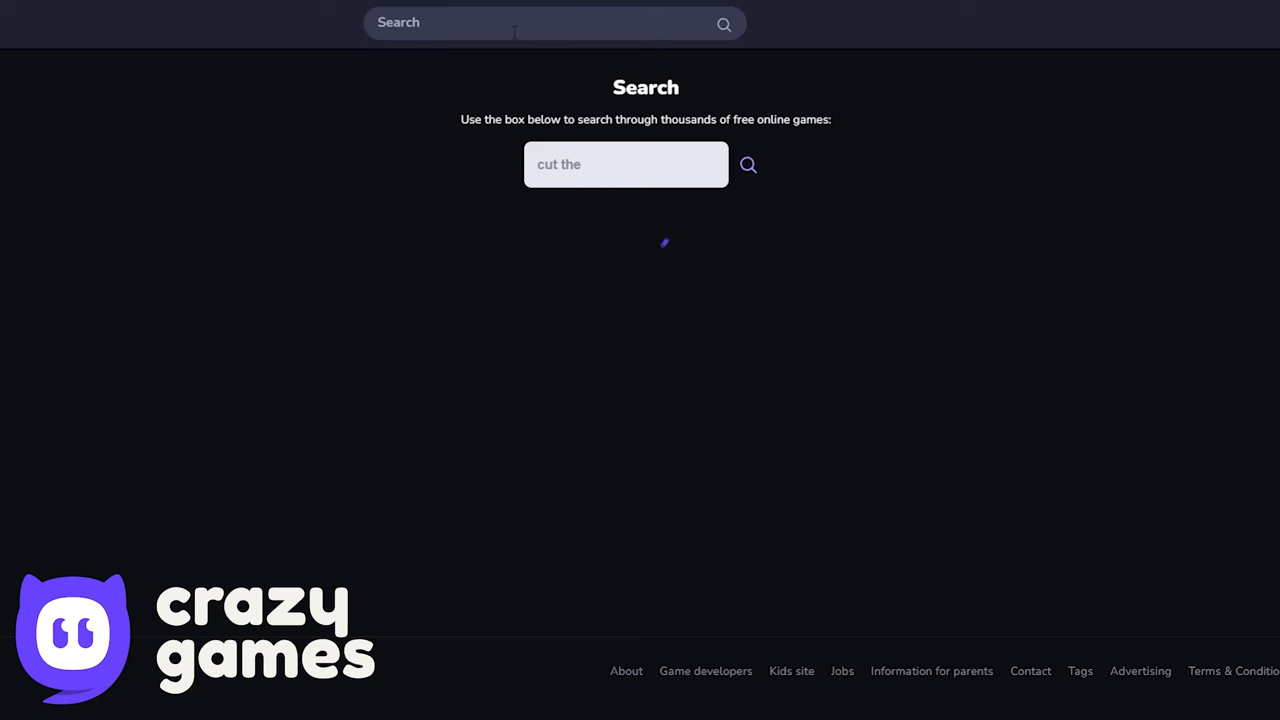 Search
Search
Use the box below to search through thousands of free online games:
cut the
crazy
games
About Game developers Kids site Jobs Information for parents Contact Tags Advertising Terms & Conditio